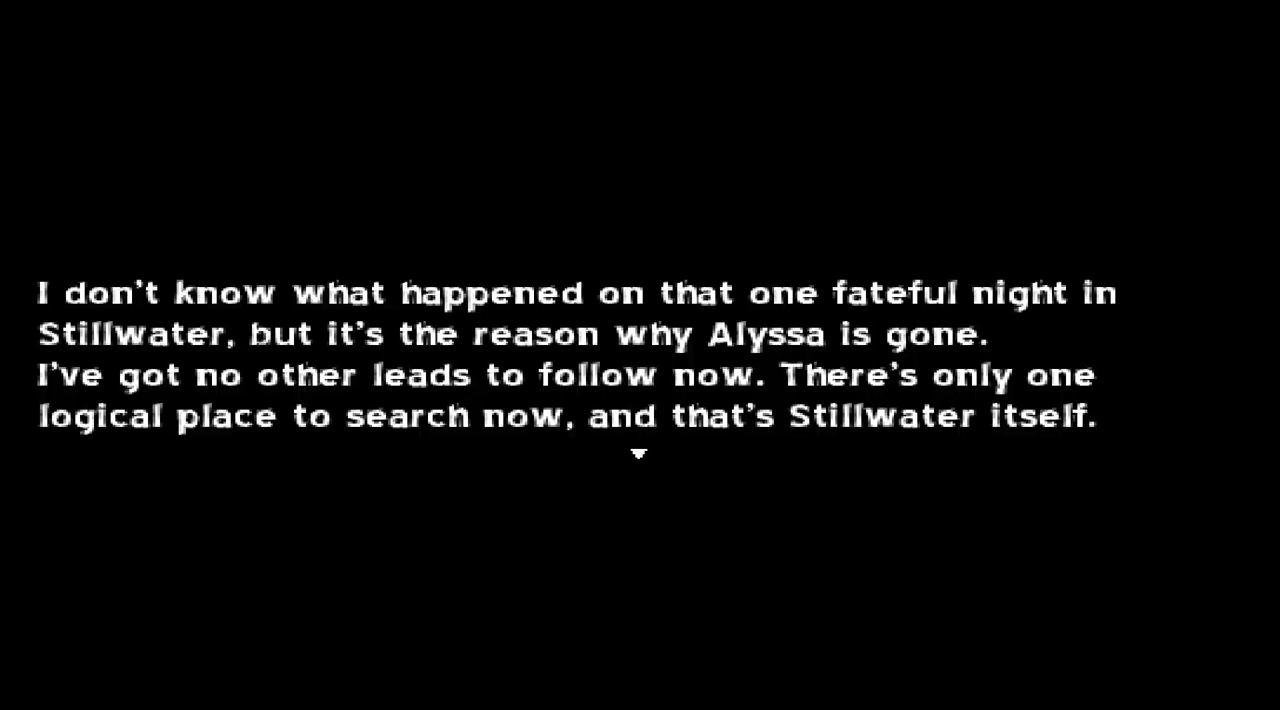 I don't know what happened on that one fateful night in
Stillwater, but it's the reason why Alyssa is gone.
I've got no other leads to follow now. There's only one
logical place to search now, and that's Stillwater itself.